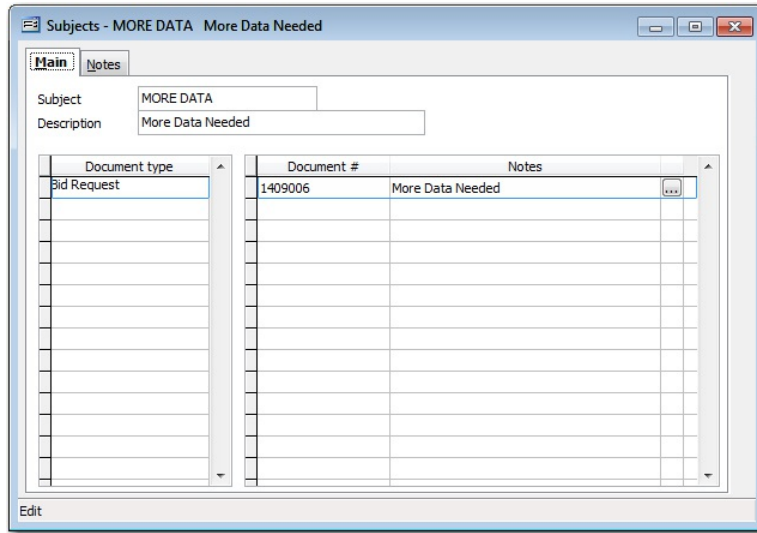 Subjects - MORE DATA More Data Needed
Main Notes
Subject MORE DATA
Description More Data Needed
Document type Document # Notes
Bid Request 1409006 More Data Needed ...
Edit